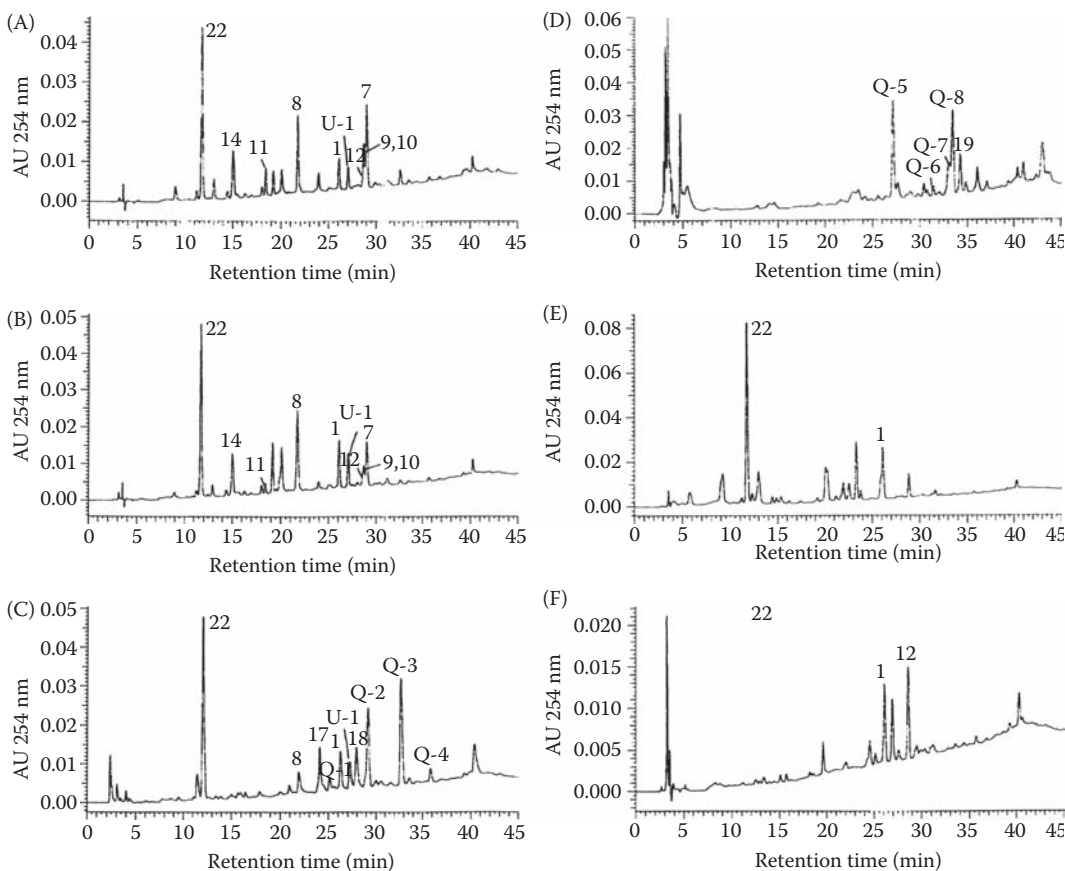 (A)
0.04
0.03
0.02
0.01
0.00
AU 254 nm
22
14
11
8
U-1
1
12
7
9,10
0 5 10 15 20 25 30 35 40 45
Retention time (min)
(B)
0.05
0.04
0.03
0.02
0.01
0.00
AU 254 nm
22
14
11
8
1
U-1
7
12
9,10
0 5 10 15 20 25 30 35 40 45
Retention time (min)
(C)
0.05
0.04
0.03
0.02
0.01
0.00
AU 254 nm
22
8
17
Q-1
1
U-1
18
Q-2
Q-3
Q-4
0 5 10 15 20 25 30 35 40 45
Retention time (min)
(D)
0.06
0.05
0.04
0.03
0.02
0.01
0.00
AU 254 nm
Q-5
Q-8
Q-7
19
Q-6
0 5 10 15 20 25 30 35 40 45
Retention time (min)
(E)
0.08
0.06
0.04
0.02
0.00
AU 254 nm
22
1
0 5 10 15 20 25 30 35 40 45
Retention time (min)
(F)
0.020
0.015
0.010
0.005
0.000
AU 254 nm
22
1
12
0 5 10 15 20 25 30 35 40 45
Retention time (min)